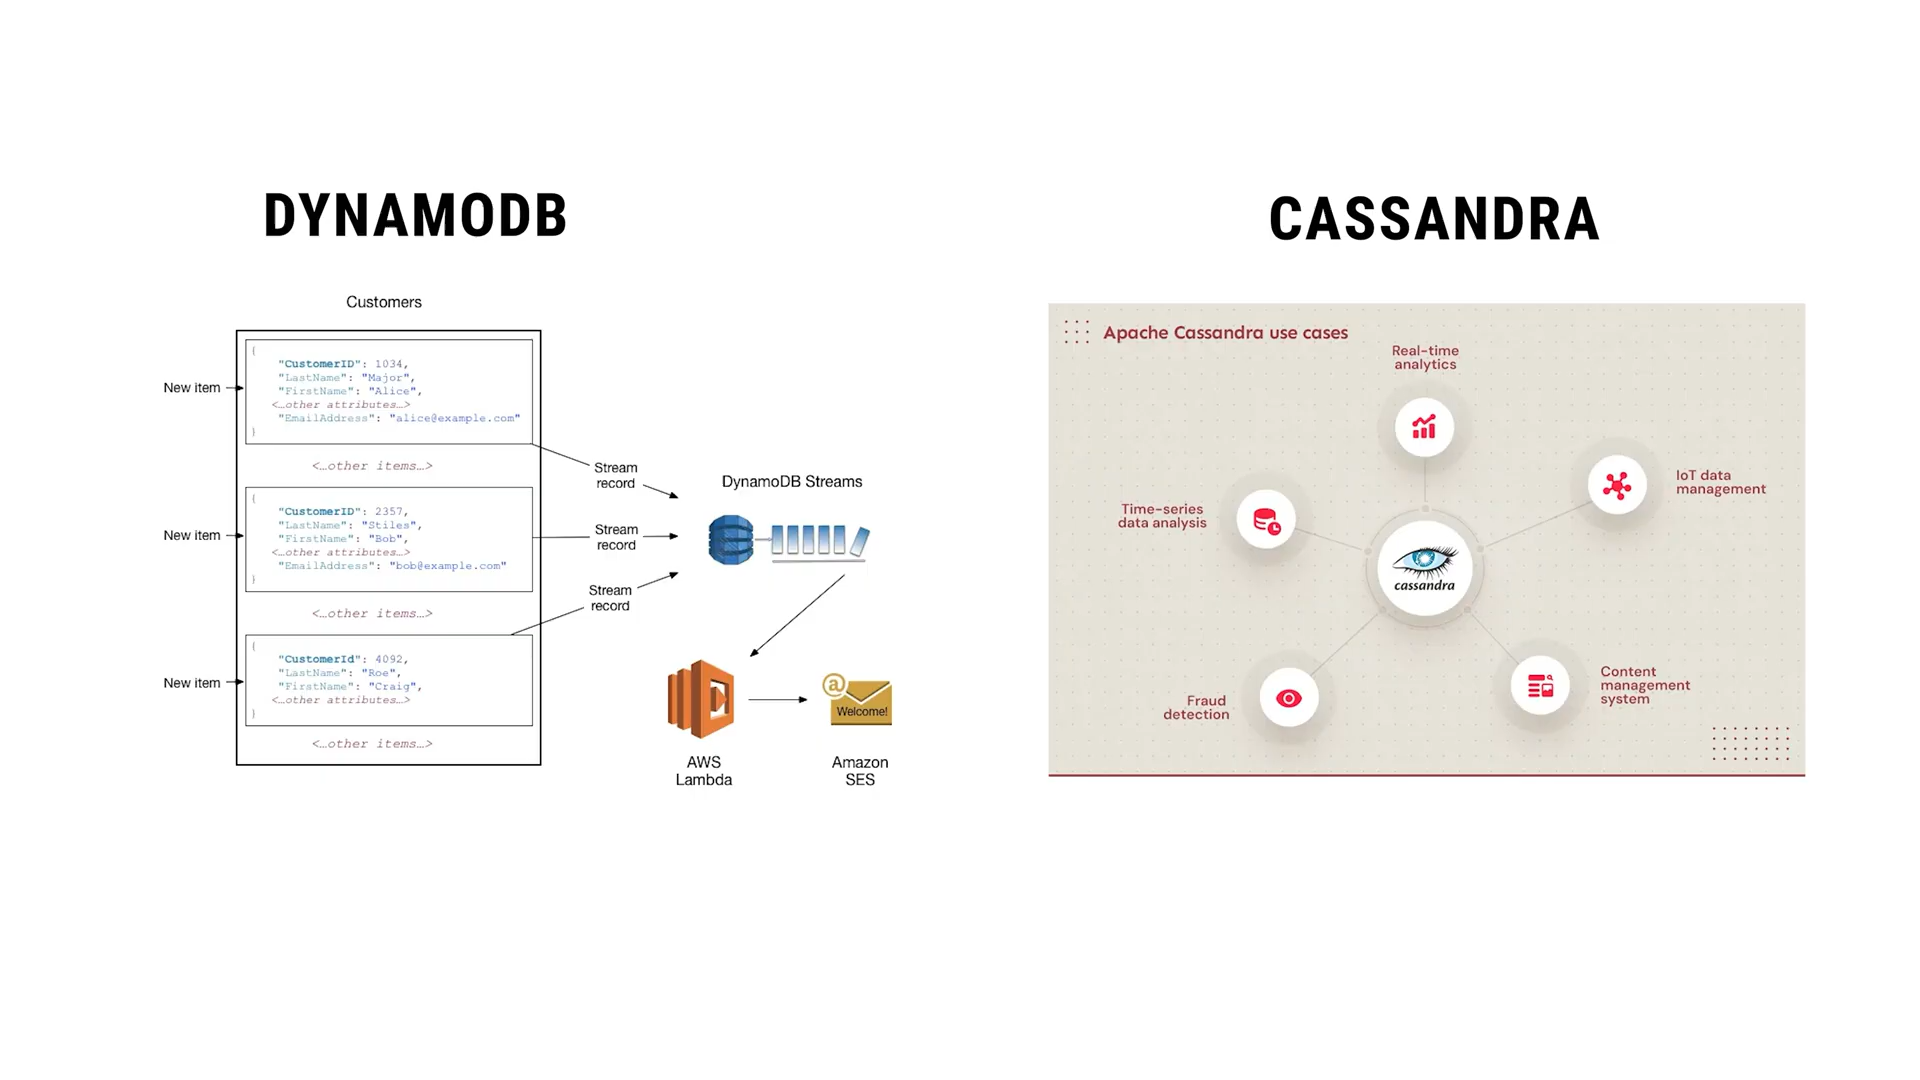 DYNAMODB
Customers
New item
{
"CustomerID": 1034,
"LastName": "Major",
"FirstName": "Alice",
<…other attributes…>
"EmailAddress": "alice@example.com"
}
<…other items…>
New item
{
"CustomerID": 2357,
"LastName": "Stiles",
"FirstName": "Bob",
<…other attributes…>
"EmailAddress": "bob@example.com"
}
<…other items…>
New item
{
"CustomerId": 4092,
"LastName": "Roe",
"FirstName": "Craig",
<…other attributes…>
}
<…other items…>
Stream
record
Stream
record
Stream
record
DynamoDB Streams
AWS
Lambda
@
Welcome!
Amazon
SES
CASSANDRA
Apache Cassandra use cases
Real-time
analytics
IoT data
management
Time-series
data analysis
cassandra
Content
management
system
Fraud
detection